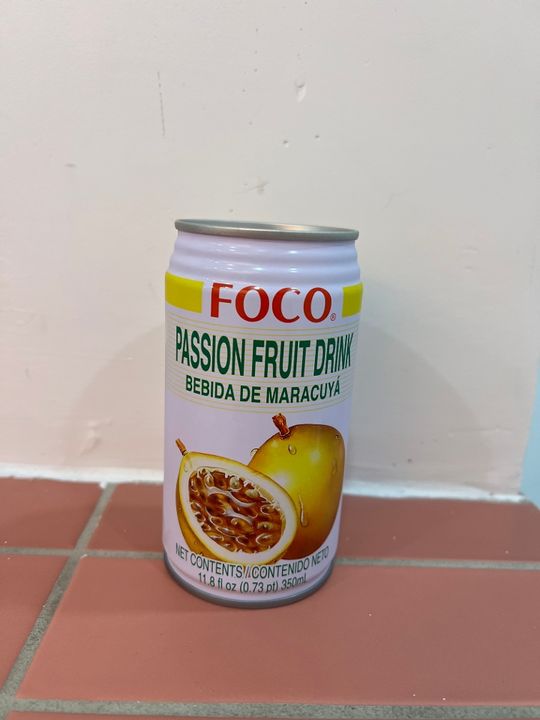 FOCO®
PASSION FRUIT DRINK
BEBIDA DE MARACUYÁ
NET CONTENTS / CONTENIDO NETO
11.8 fl oz (0.73 pt) 350mL